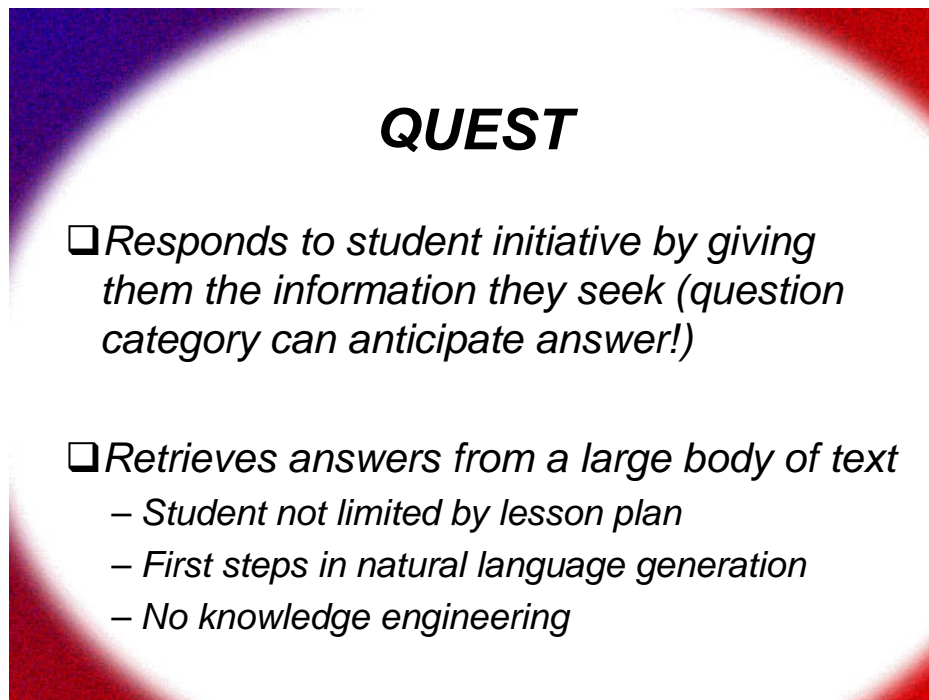 QUEST
❑Responds to student initiative by giving
them the information they seek (question
category can anticipate answer!)
❑Retrieves answers from a large body of text
– Student not limited by lesson plan
– First steps in natural language generation
– No knowledge engineering